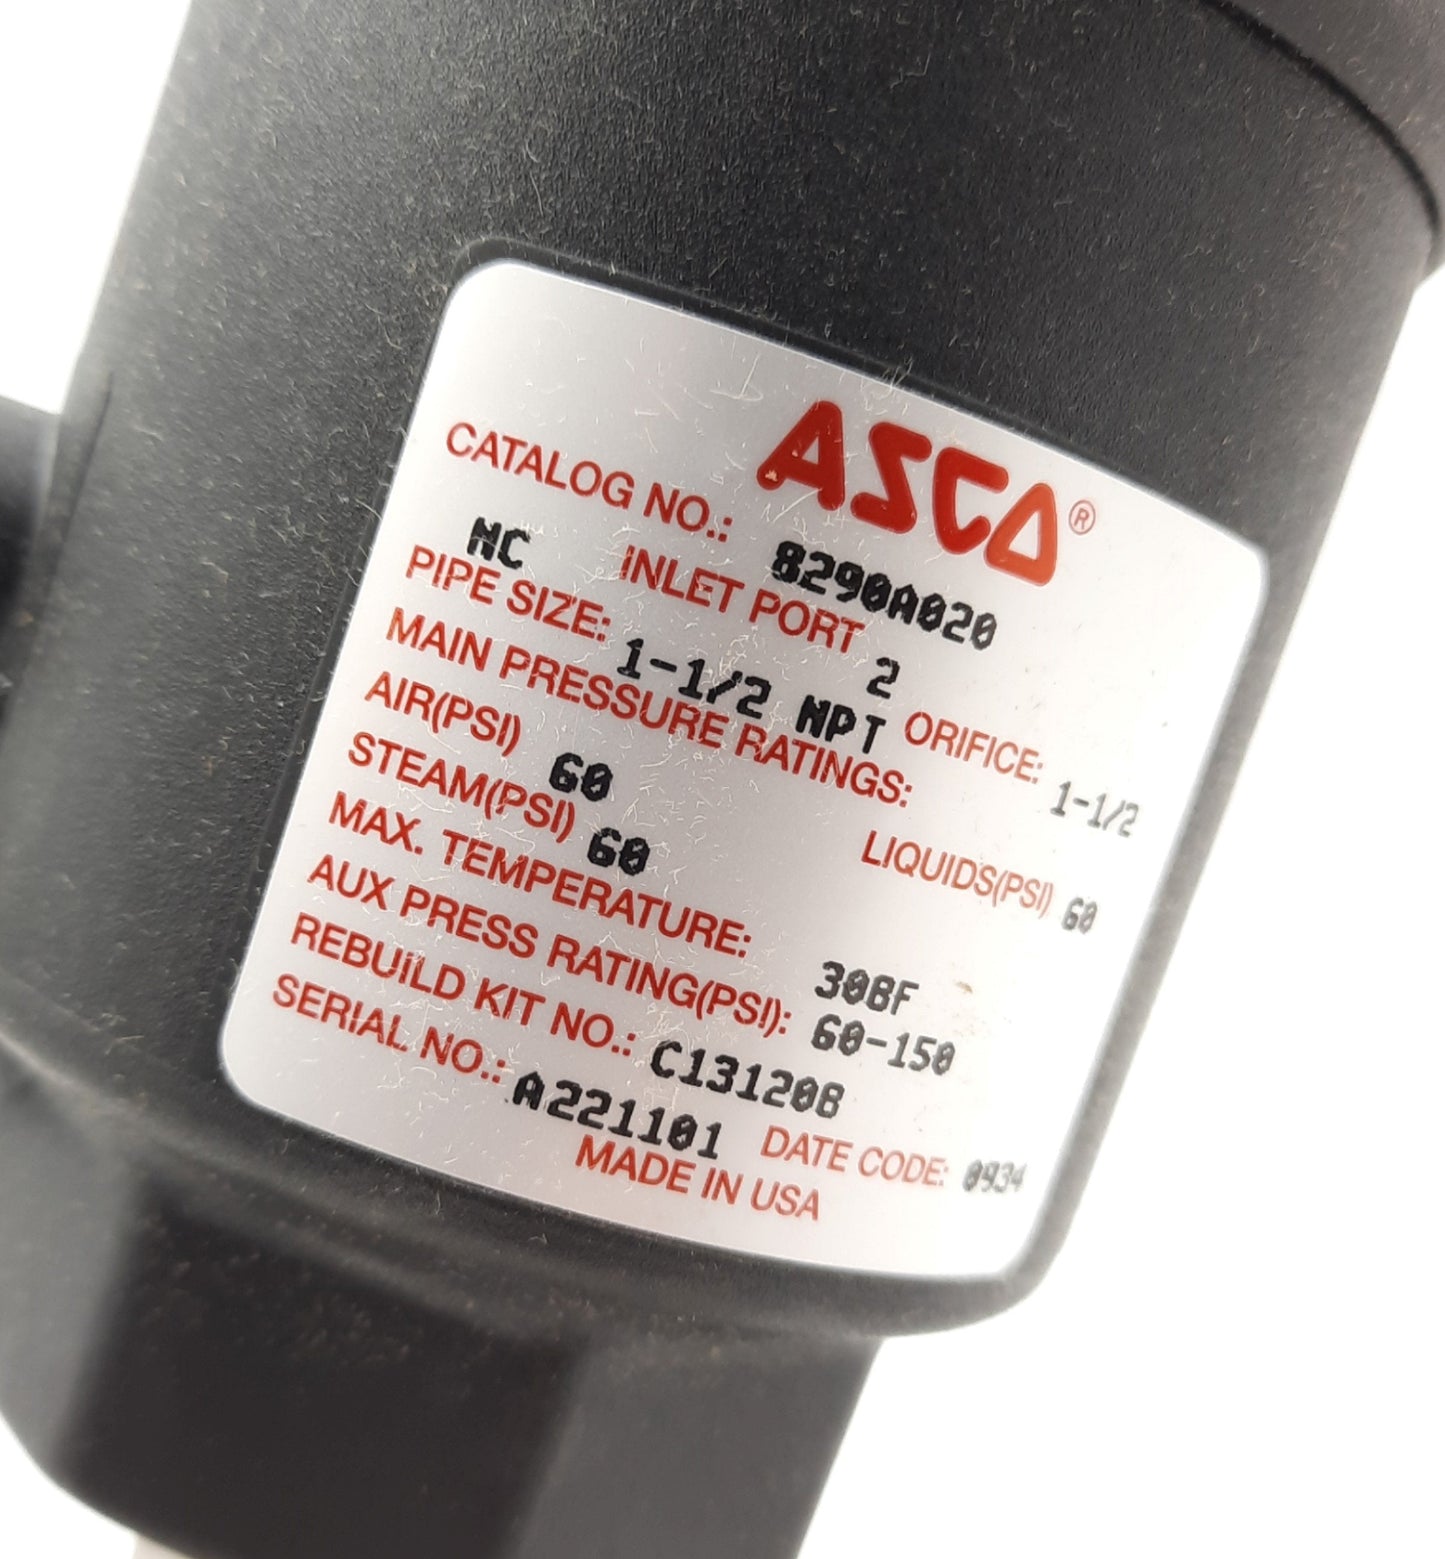 ASCO®
CATALOG NO.: 8290A020
NC INLET PORT 2
PIPE SIZE: 1-1/2 NPT ORIFICE: 1-1/2
MAIN PRESSURE RATINGS:
AIR(PSI) 60 LIQUIDS(PSI) 60
STEAM(PSI) 60
MAX. TEMPERATURE: 308F
AUX PRESS RATING(PSI): 60-150
REBUILD KIT NO.: C131208
SERIAL NO.: A221101 DATE CODE: 0934
MADE IN USA